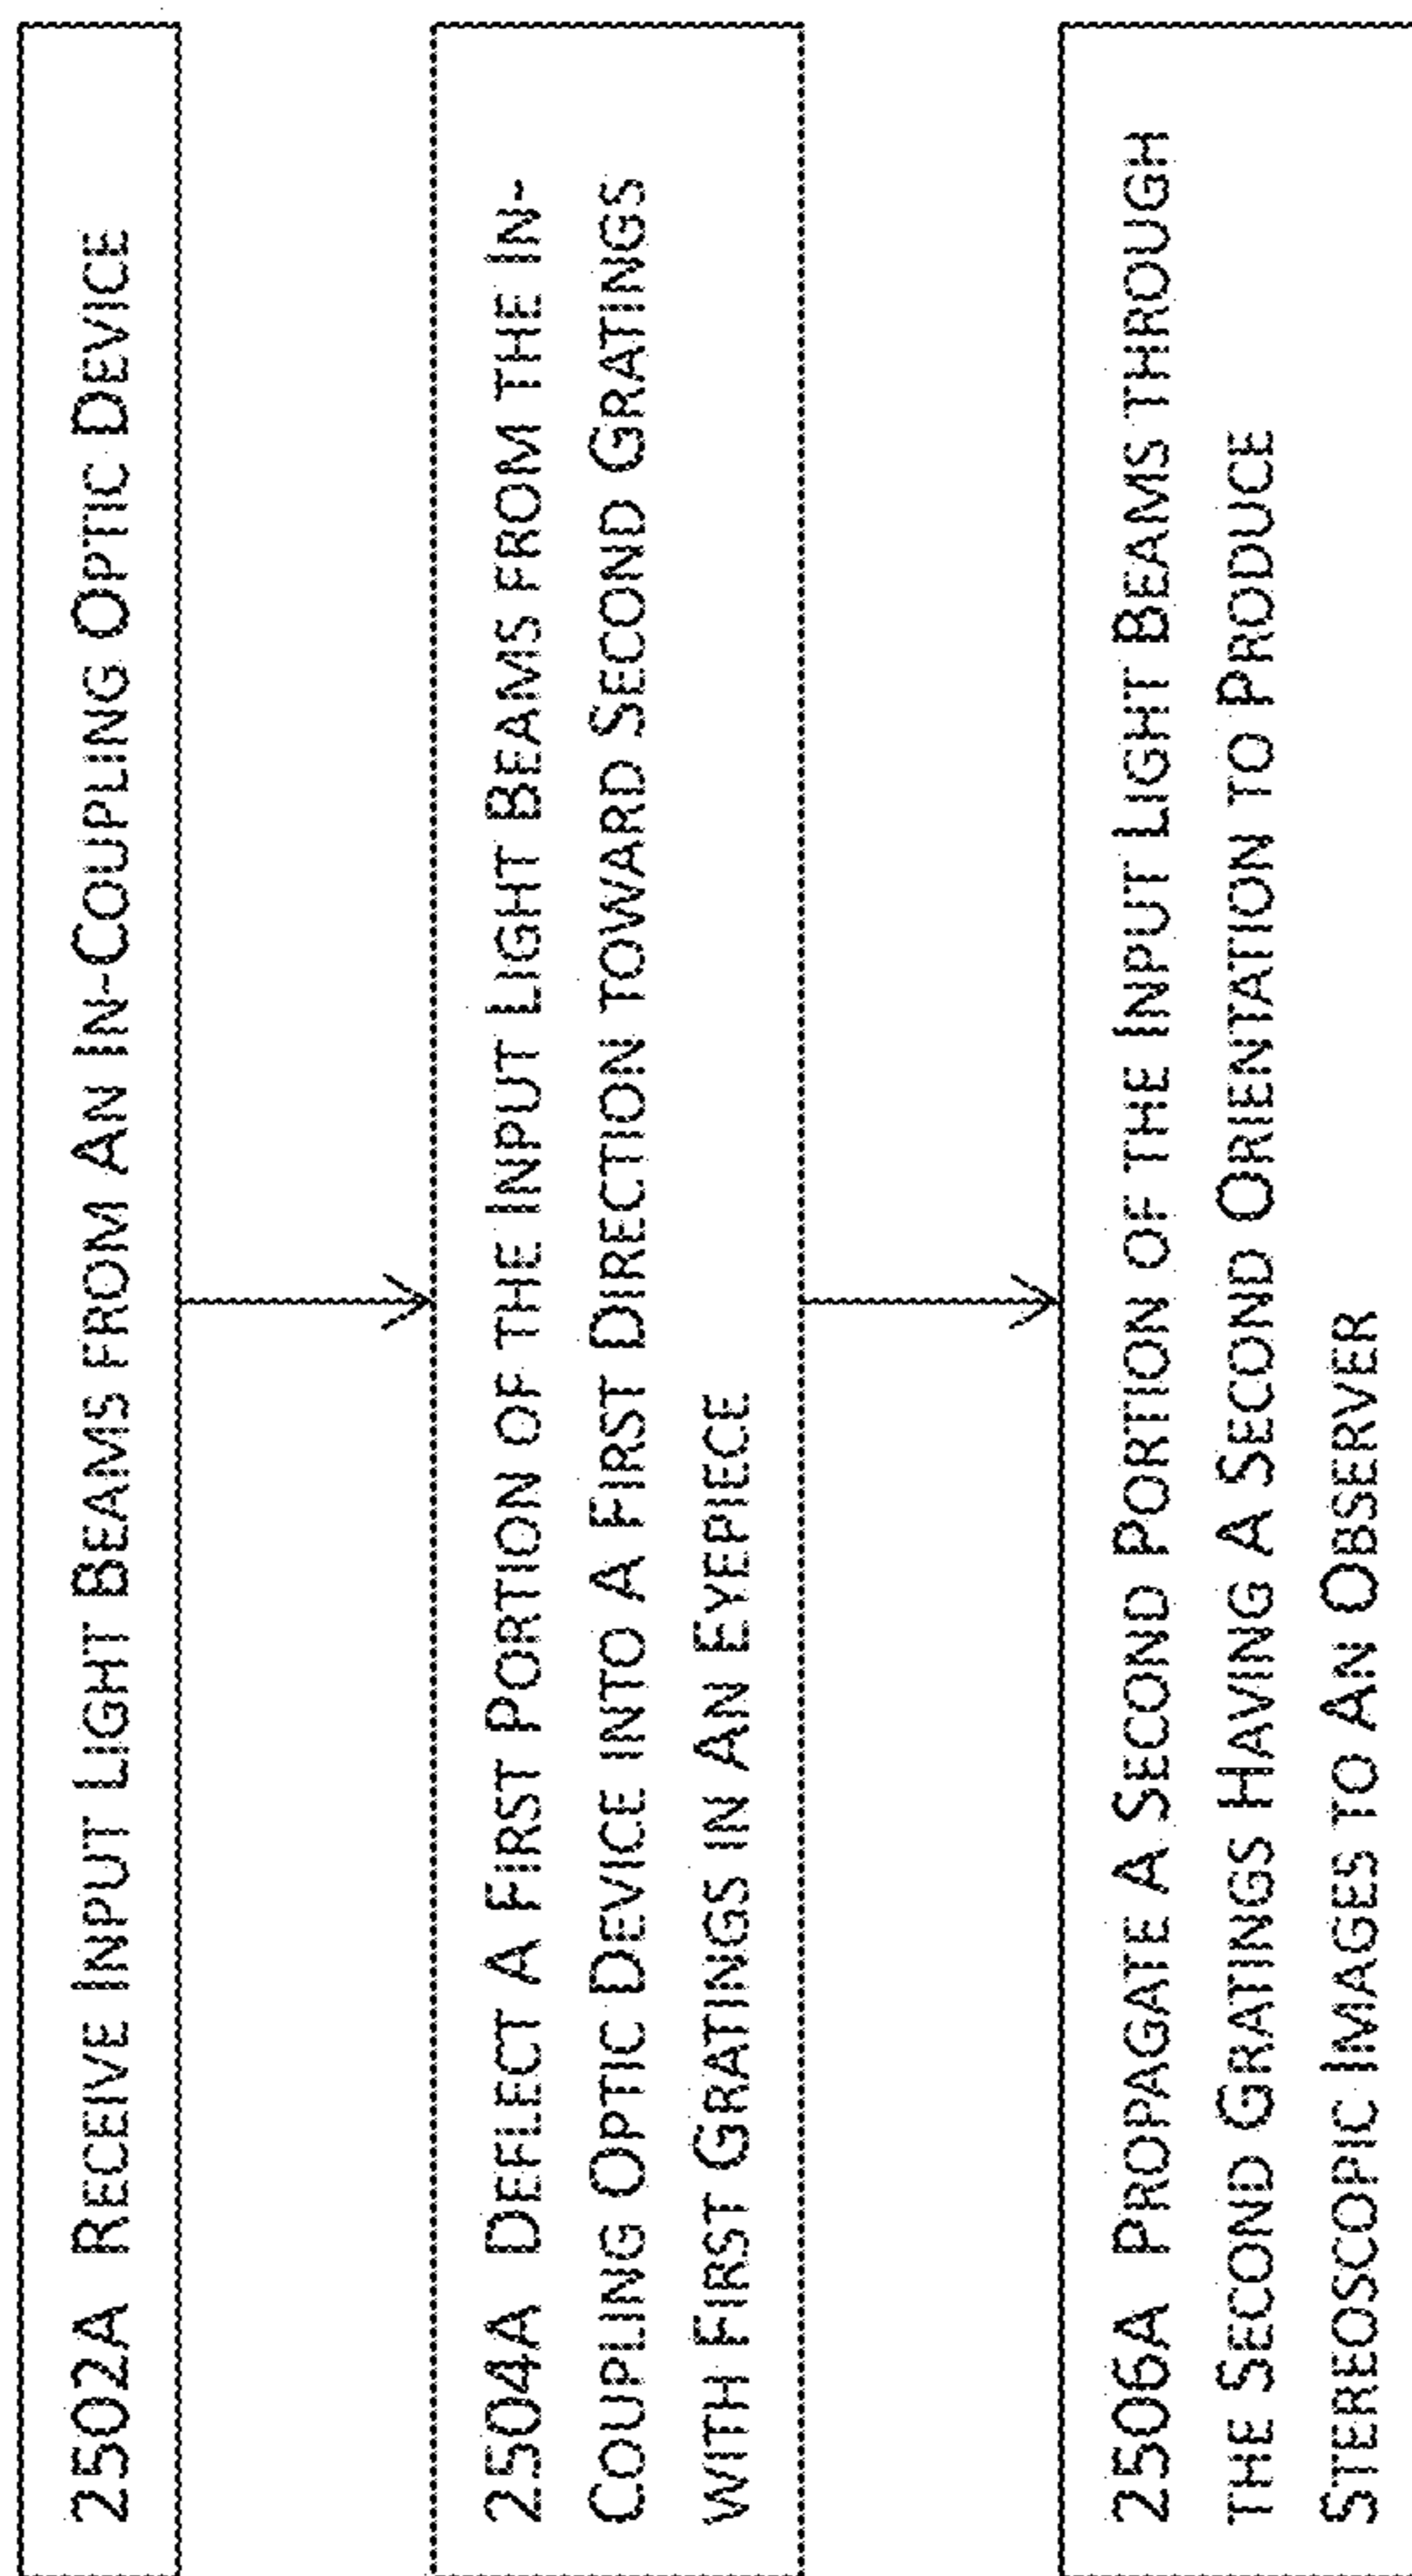 2502A Receive Input Light Beams from An In-Coupling Optic Device
2504A Deflect A First Portion of the Input Light Beams from the In-
Coupling Optic Device into A First Direction toward Second Gratings
with First Gratings in An Eyepiece
2506A Propagate A Second Portion of the Input Light Beams through
the Second Gratings Having A Second Orientation to Produce
Stereoscopic Images to An Observer